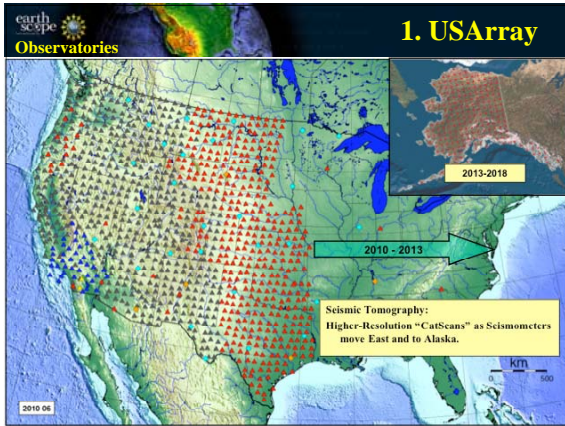 earth
scope
Observatories
1. USArray
2013-2018
2010 - 2013
Seismic Tomography:
Higher-Resolution “CatScans” as Seismometers
move East and to Alaska.
km
0
500
2010 06